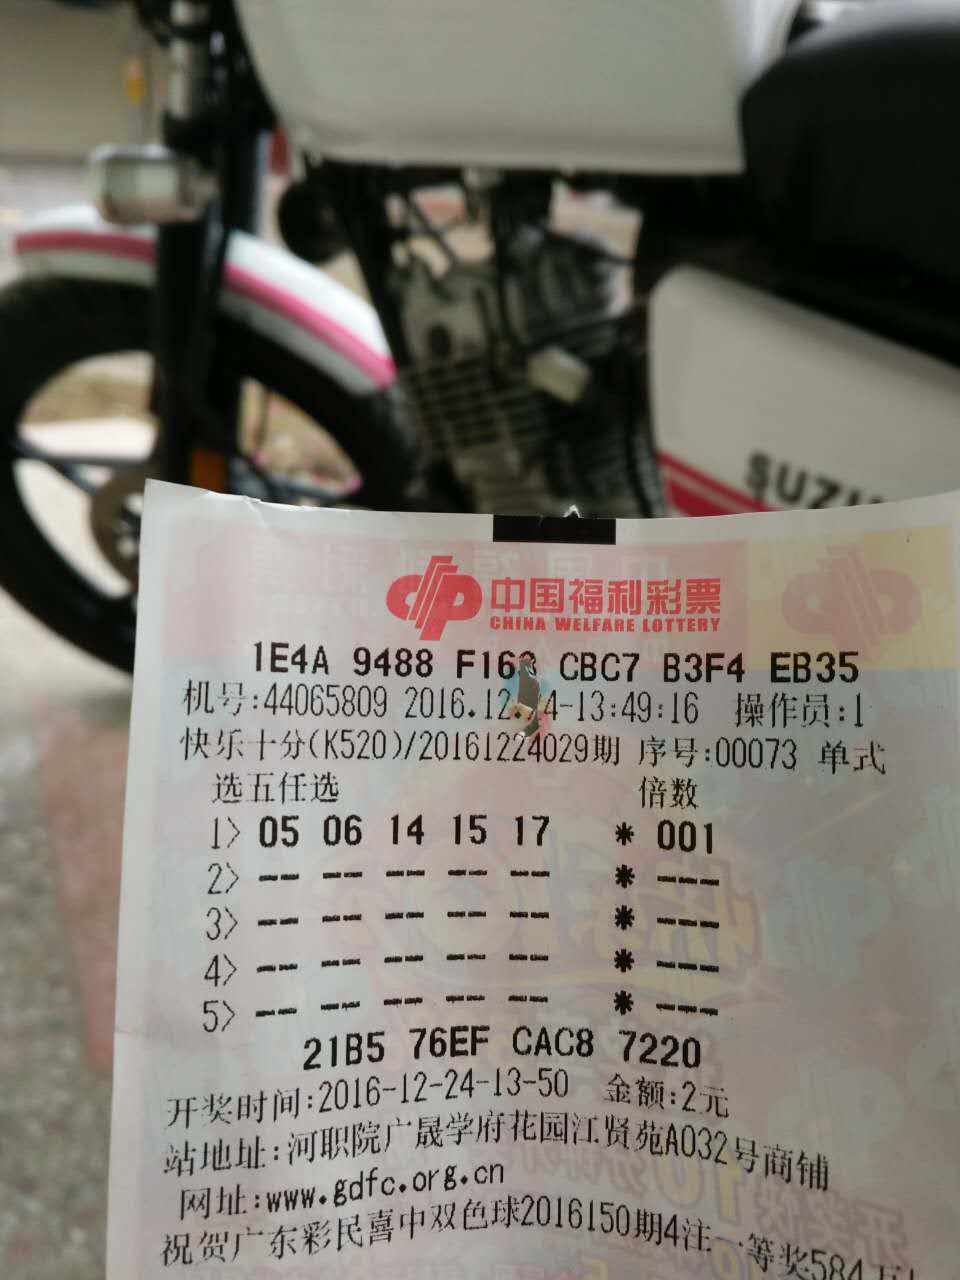 SUZU
中国福利彩票
CHINA WELFARE LOTTERY
1E4A 9488 F163 CBC7 B3F4 EB35
机号:44065809 2016.12.24-13:49:16 操作员:1
快乐十分(K520)/20161224029期 序号:00073 单式
选五任选 倍数
1> 05 06 14 15 17 * 001
2> -- -- -- -- -- * ---
3> -- -- -- -- -- * ---
4> -- -- -- -- -- * ---
5> -- -- -- -- -- * ---
21B5 76EF CAC8 7220
开奖时间:2016-12-24-13-50 金额:2元
站地址:河职院广晟学府花园江贤苑A032号商铺
网址:www.gdfc.org.cn
祝贺广东彩民喜中双色球2016150期4注一等奖584万!